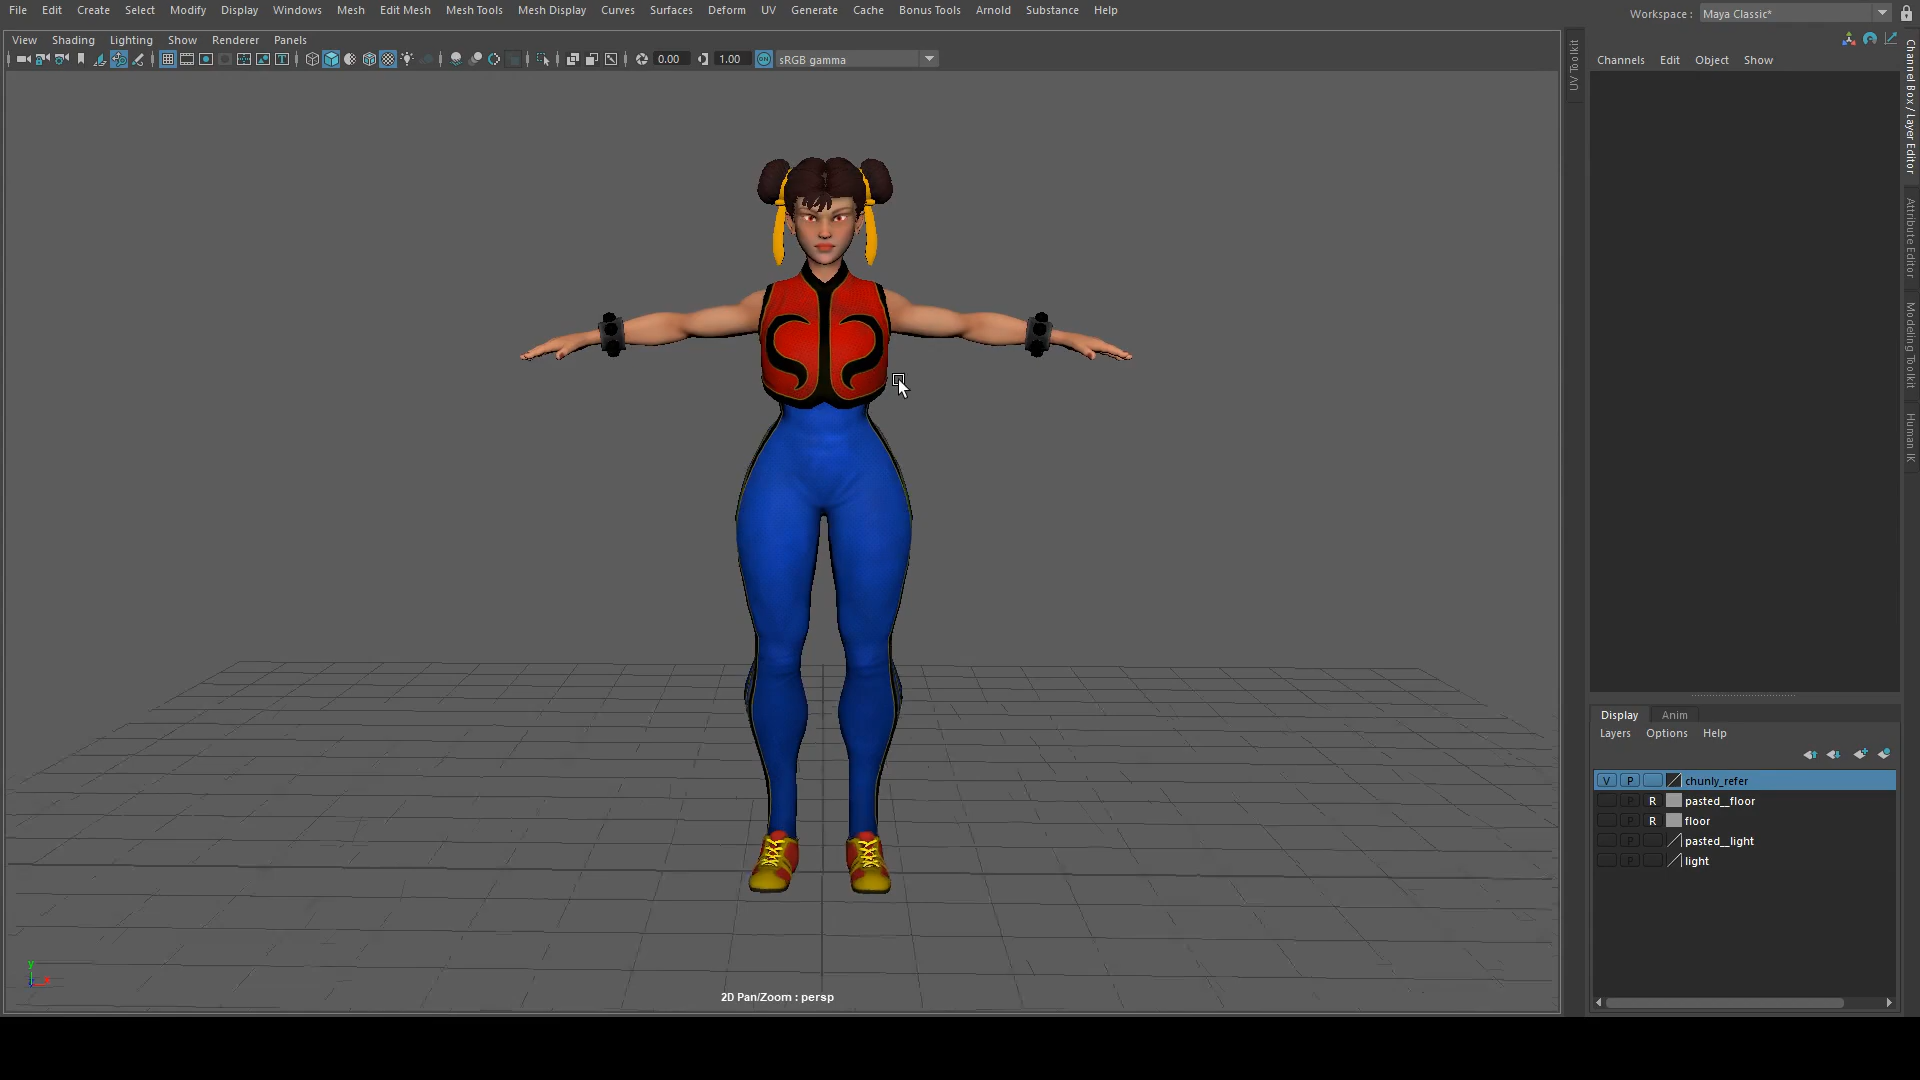 File Edit Create Select Modify Display Windows Mesh Edit Mesh Mesh Tools Mesh Display Curves Surfaces Deform UV Generate Cache Bonus Tools Arnold Substance Help
Workspace : Maya Classic*
View Shading Lighting Show Renderer Panels
0.00 1.00 ON sRGB gamma
UV Toolkit
Channels Edit Object Show
Channel Box / Layer Editor
Attribute Editor
Modeling Toolkit
Human IK
Display Anim
Layers Options Help
V P chunly_refer
P R pasted__floor
P R floor
P pasted__light
P light
y
2D Pan/Zoom : persp